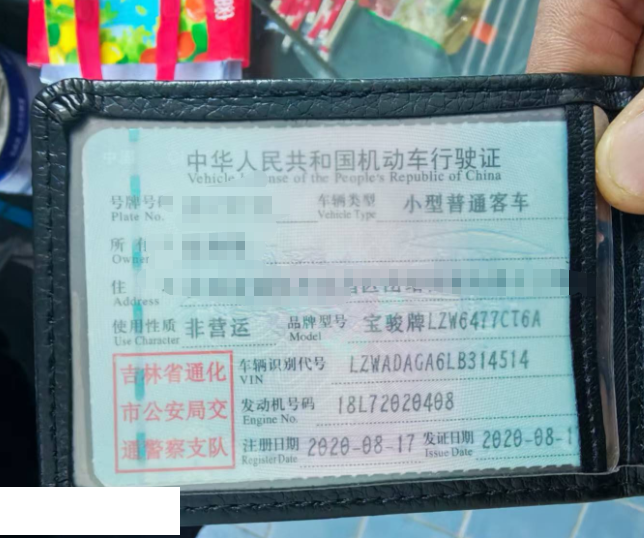 中华人民共和国机动车行驶证
Vehicle ense of the People's Republic of China
号牌号码 车辆类型 小型普通客车
Plate No. Vehicle Type
所
Owner
住
Address
使用性质 非营运 品牌型号 宝骏牌LZW6477CT6A
Use Character Model
吉林省通化
市公安局交
通警察支队
车辆识别代号 LZWADAGA6LB314514
VIN
发动机号码 18L72020408
Engine No.
注册日期 2020-08-17 发证日期 2020-08-1
Register Date Issue Date